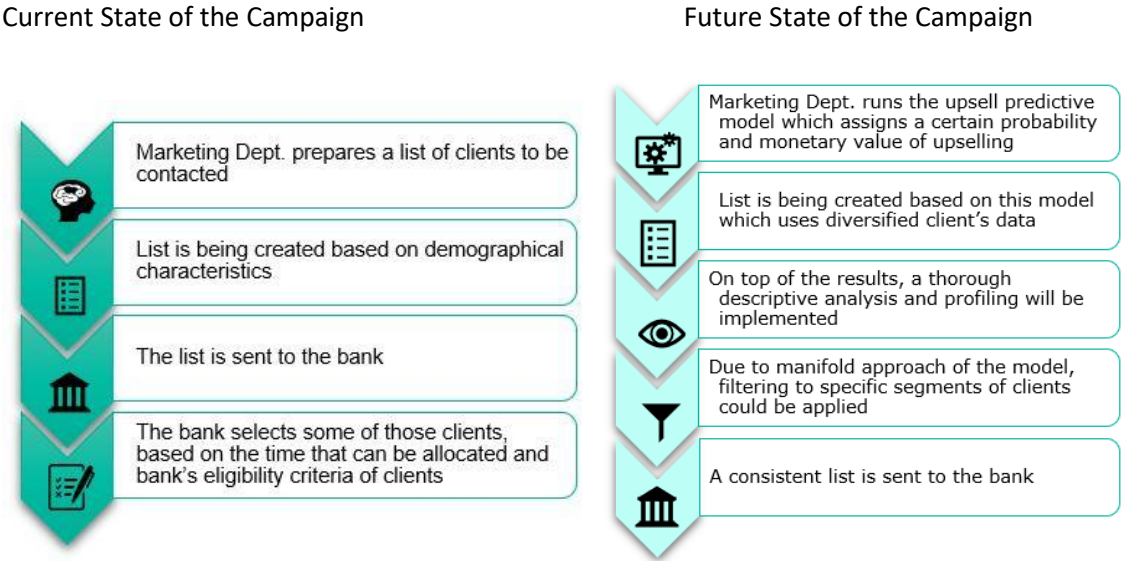 Current State of the Campaign
Marketing Dept. prepares a list of clients to be
contacted
List is being created based on demographical
characteristics
The list is sent to the bank
The bank selects some of those clients,
based on the time that can be allocated and
bank's eligibility criteria of clients
Future State of the Campaign
Marketing Dept. runs the upsell predictive
model which assigns a certain probability
and monetary value of upselling
List is being created based on this model
which uses diversified client's data
On top of the results, a thorough
descriptive analysis and profiling will be
implemented
Due to manifold approach of the model,
filtering to specific segments of clients
could be applied
A consistent list is sent to the bank